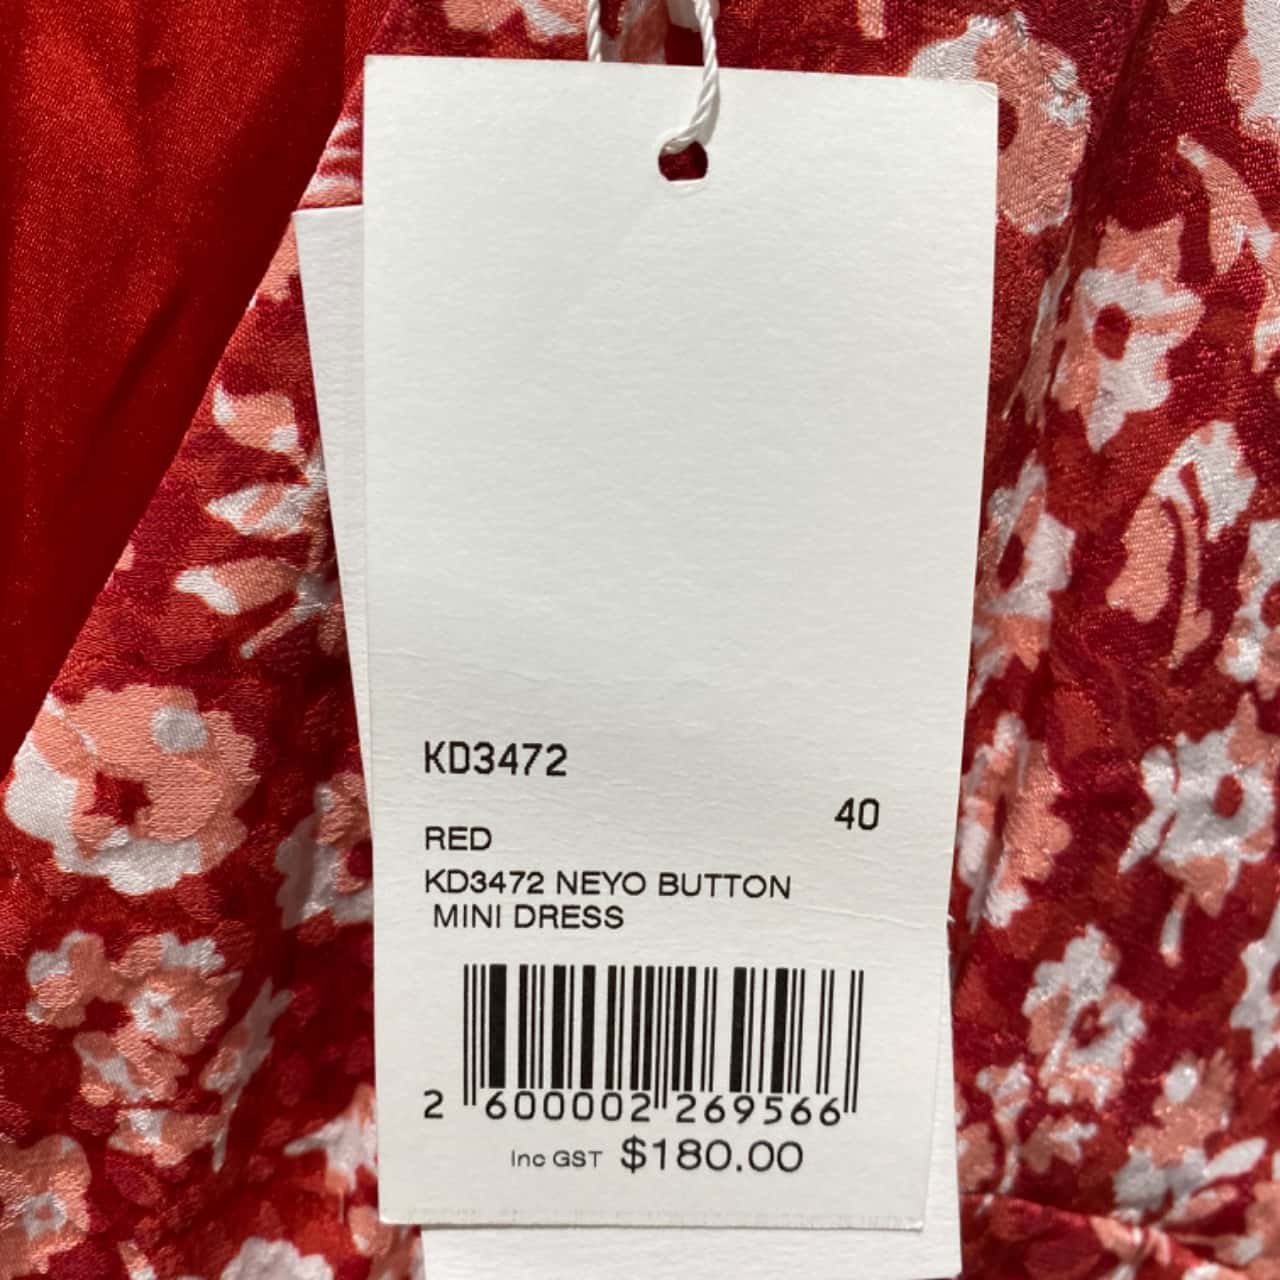 KD3472
40
RED
KD3472 NEYO BUTTON
MINI DRESS
2 600002 269566
Inc GST $180.00